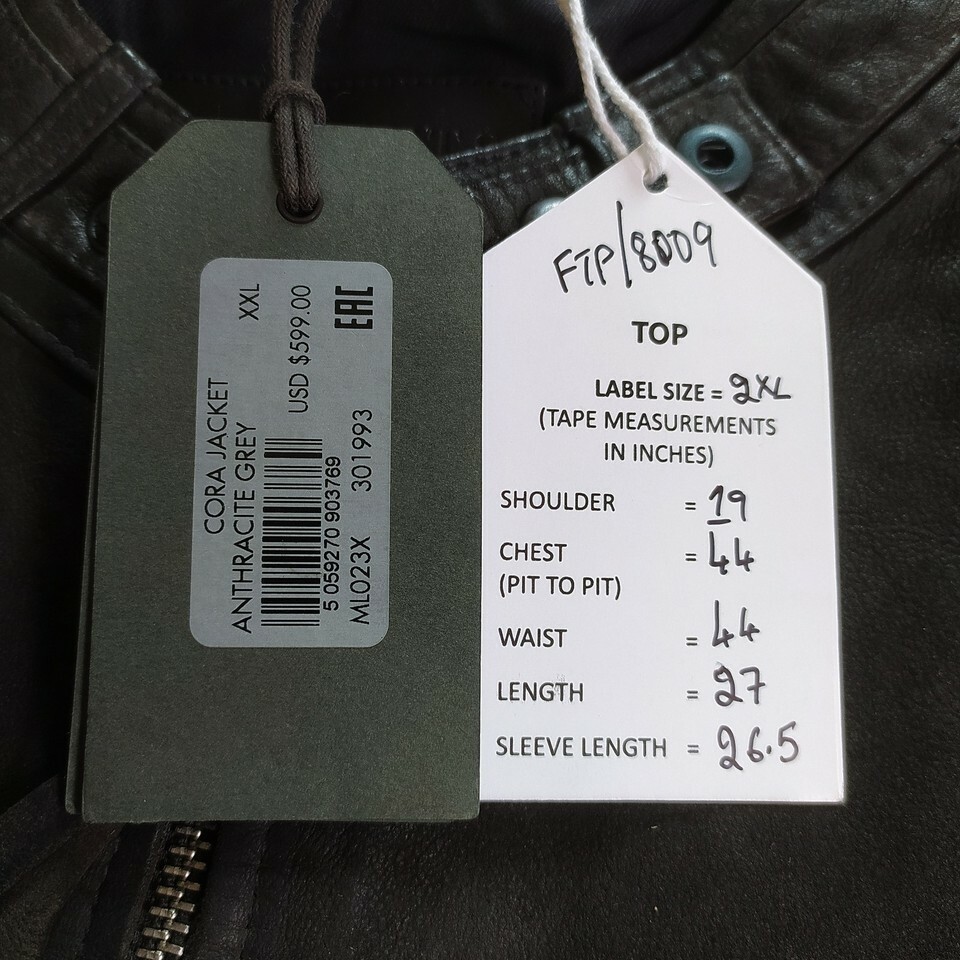 CORA JACKET
ANTHRACITE GREY
XXL
USD $599.00
EAC
5 059270 903769
ML023X 301993
FTP/8009
TOP
LABEL SIZE = 2XL
(TAPE MEASUREMENTS
IN INCHES)
SHOULDER = 19
CHEST = 44
(PIT TO PIT)
WAIST = 44
LENGTH = 27
SLEEVE LENGTH = 26.5